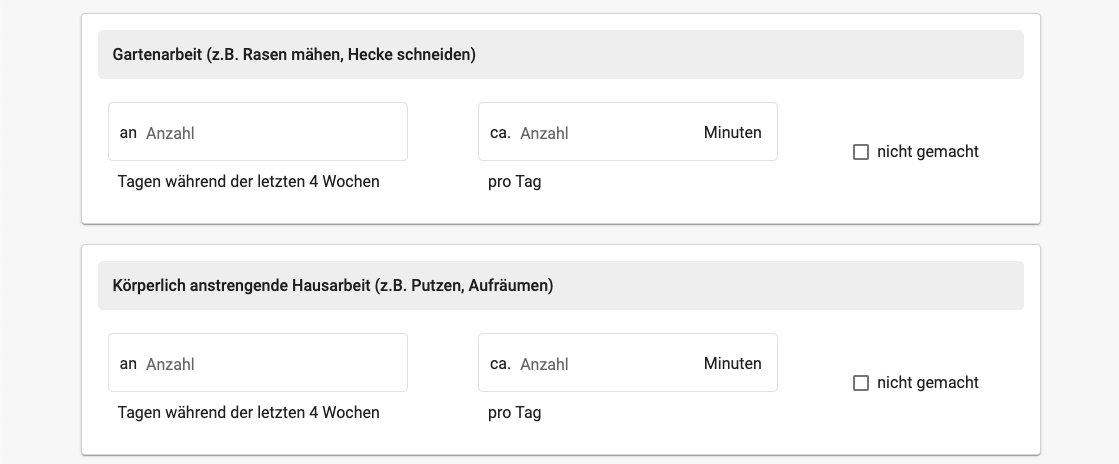 Gartenarbeit (z.B. Rasen mähen, Hecke schneiden)
an Anzahl
ca. Anzahl Minuten
nicht gemacht
Tagen während der letzten 4 Wochen
pro Tag
Körperlich anstrengende Hausarbeit (z.B. Putzen, Aufräumen)
an Anzahl
ca. Anzahl Minuten
nicht gemacht
Tagen während der letzten 4 Wochen
pro Tag